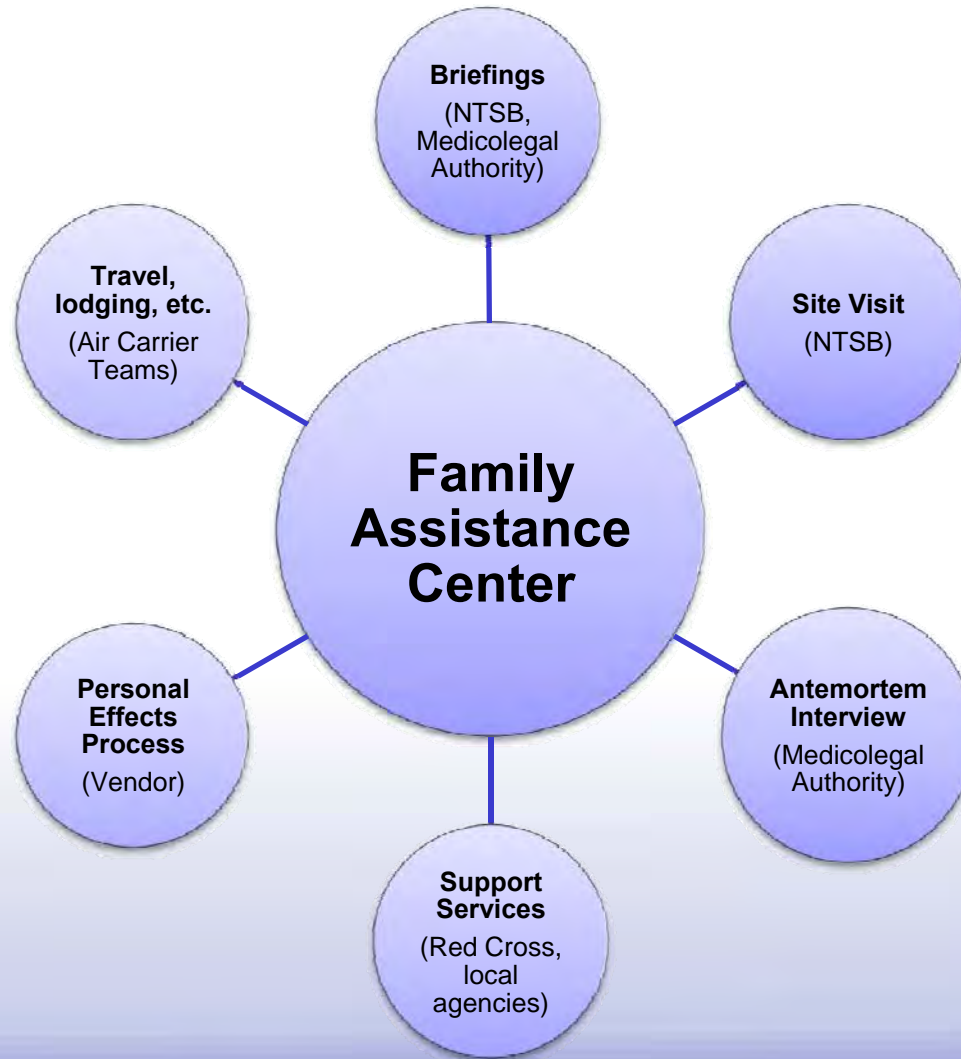 Briefings
(NTSB,
Medicolegal
Authority)
Travel,
lodging, etc.
(Air Carrier
Teams)
Site Visit
(NTSB)
Family
Assistance
Center
Personal
Effects
Process
(Vendor)
Antemortem
Interview
(Medicolegal
Authority)
Support
Services
(Red Cross,
local
agencies)